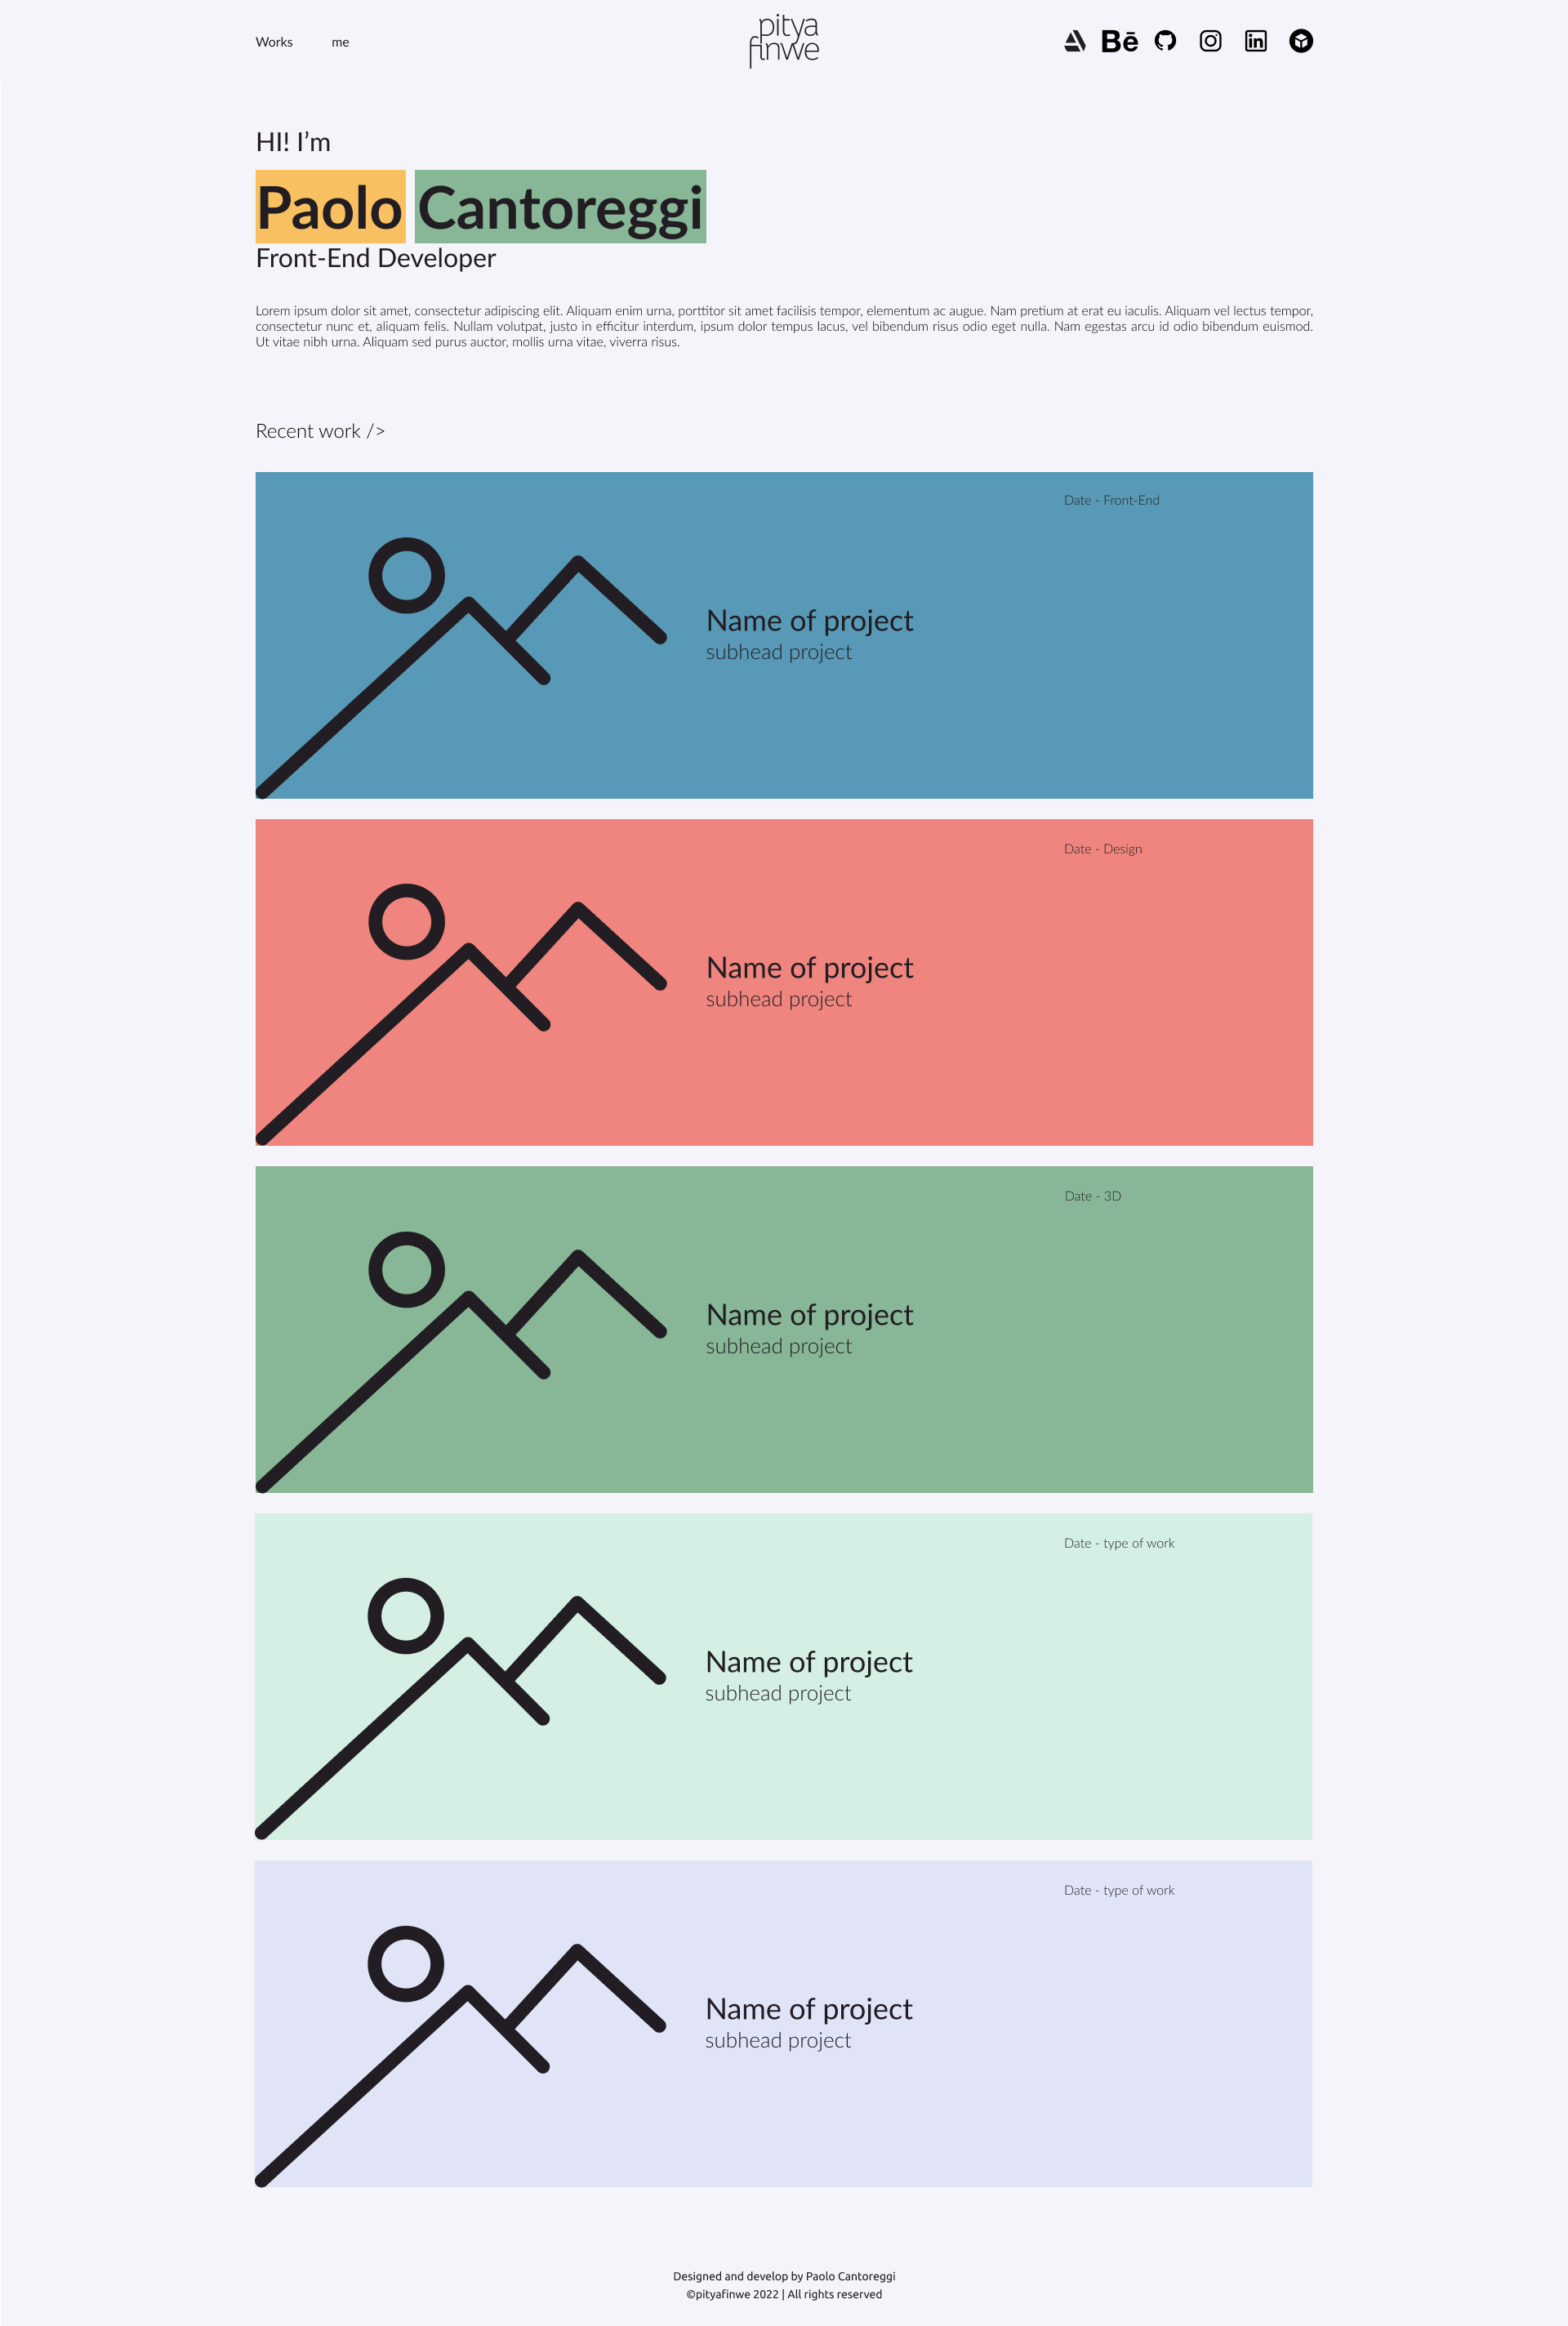 Works me
pitya
finwe
Bē
in
HI! I'm
Paolo Cantoreggi
Front-End Developer
Lorem ipsum dolor sit amet, consectetur adipiscing elit. Aliquam enim urna, porttitor sit amet facilisis tempor, elementum ac augue. Nam pretium at erat eu iaculis. Aliquam vel lectus tempor,
consectetur nunc et, aliquam felis. Nullam volutpat, justo in efficitur interdum, ipsum dolor tempus lacus, vel bibendum risus odio eget nulla. Nam egestas arcu id odio bibendum euismod.
Ut vitae nibh urna. Aliquam sed purus auctor, mollis urna vitae, viverra risus.
Recent work />
Date - Front-End
Name of project
subhead project
Date - Design
Name of project
subhead project
Date - 3D
Name of project
subhead project
Date - type of work
Name of project
subhead project
Date - type of work
Name of project
subhead project
Designed and develop by Paolo Cantoreggi
©pityafinwe 2022 | All rights reserved